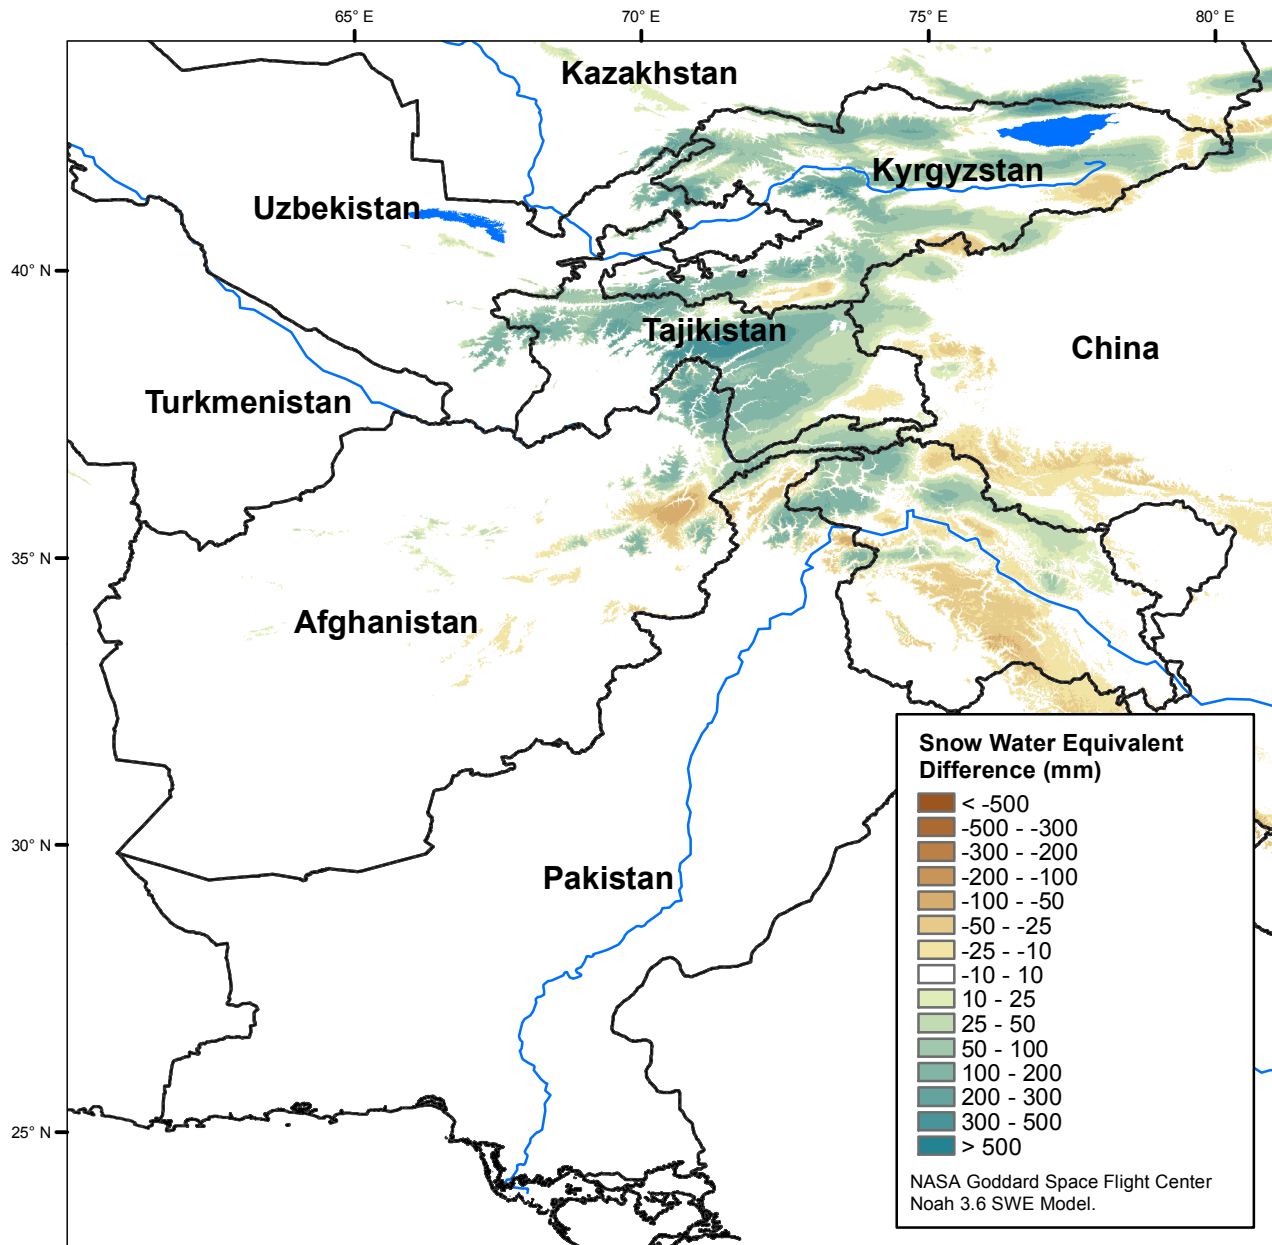 65° E
70° E
75° E
80° E
Kazakhstan
Kyrgyzstan
Uzbekistan
40° N
Tajikistan
China
Turkmenistan
35° N
Afghanistan
Snow Water Equivalent
Difference (mm)
< -500
-500 - -300
-300 - -200
-200 - -100
-100 - -50
-50 - -25
-25 - -10
-10 - 10
10 - 25
25 - 50
50 - 100
100 - 200
200 - 300
300 - 500
> 500
NASA Goddard Space Flight Center
Noah 3.6 SWE Model.
30° N
Pakistan
25° N